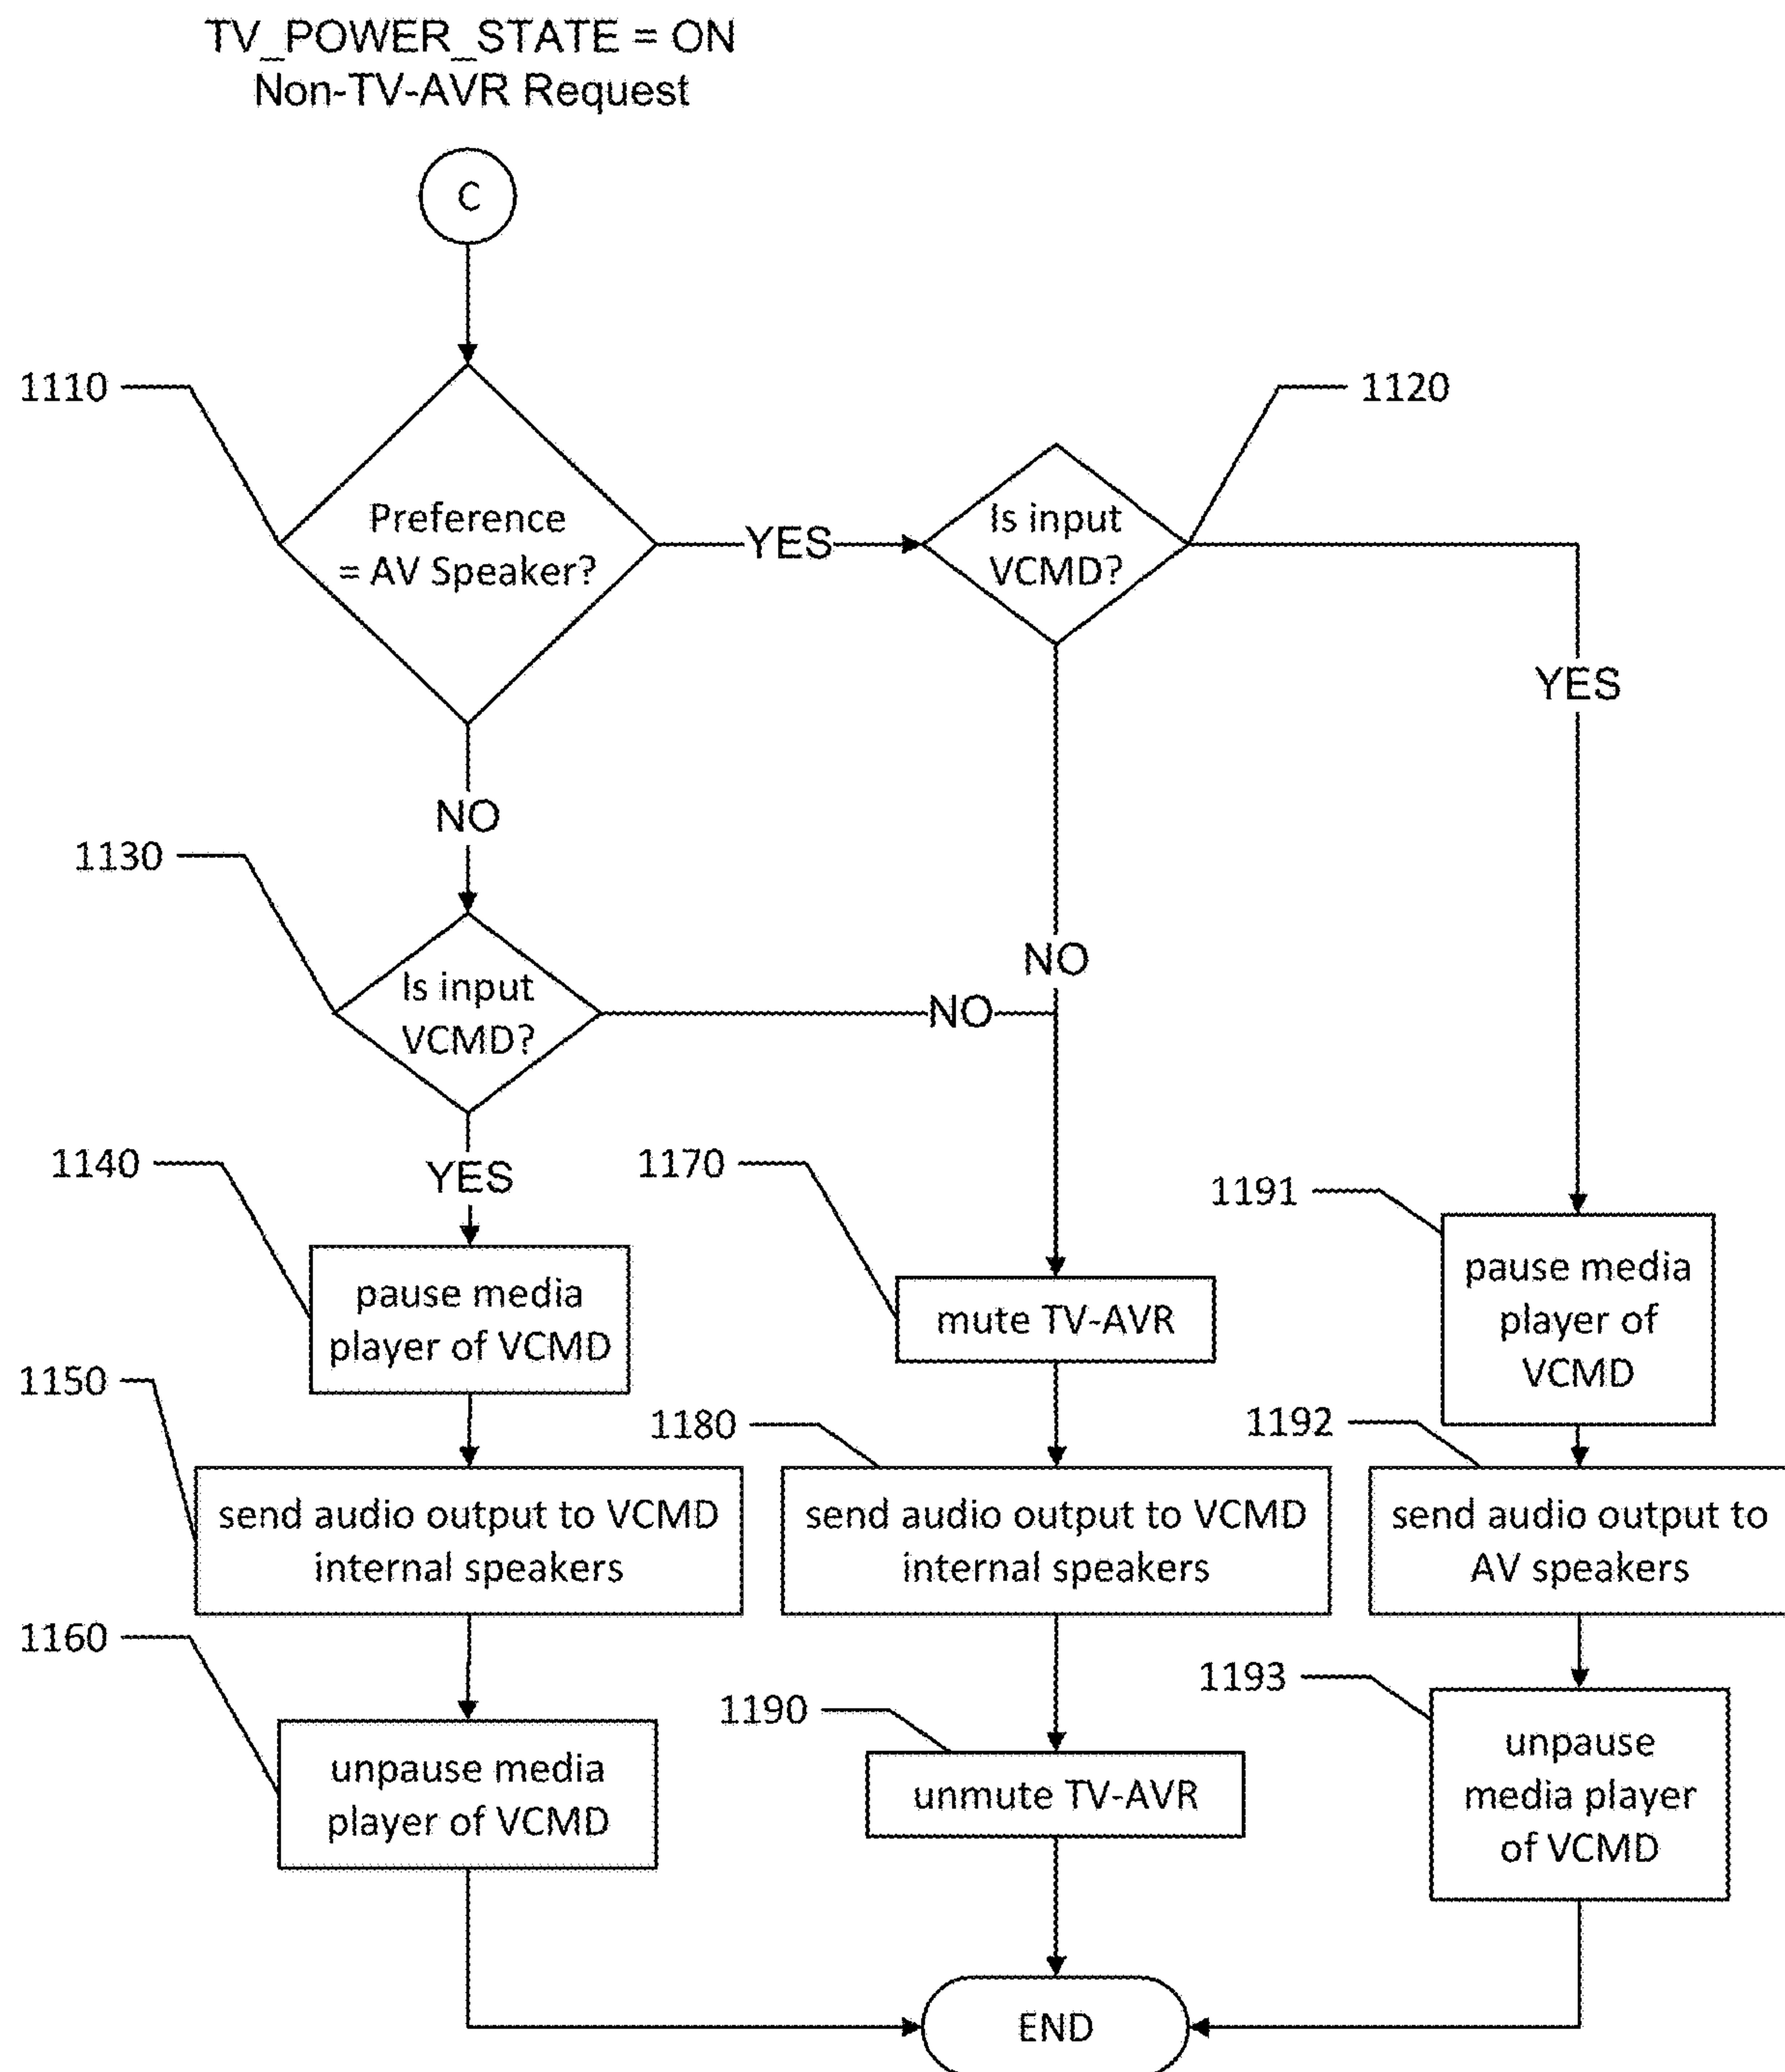 TV_POWER_STATE = ON
Non-TV-AVR Request
C
1110
1120
Preference
= AV Speaker?
YES
Is input
VCMD?
YES
NO
1130
NO
Is input
VCMD?
NO
YES
1140
1170
1191
pause media
player of VCMD
mute TV-AVR
pause media
player of
VCMD
1150
1180
1192
send audio output to VCMD
internal speakers
send audio output to VCMD
internal speakers
send audio output to
AV speakers
1160
1190
1193
unpause media
player of VCMD
unmute TV-AVR
unpause
media player
of VCMD
END